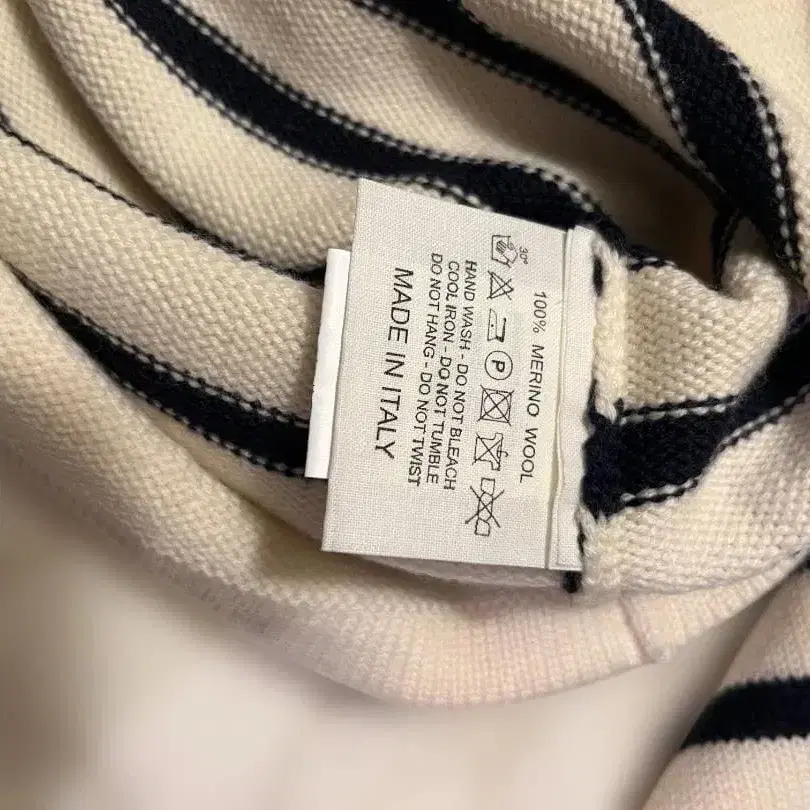 100% MERINO WOOL
30°
P
HAND WASH - DO NOT BLEACH
COOL IRON - DO NOT TUMBLE
DO NOT HANG - DO NOT TWIST
MADE IN ITALY